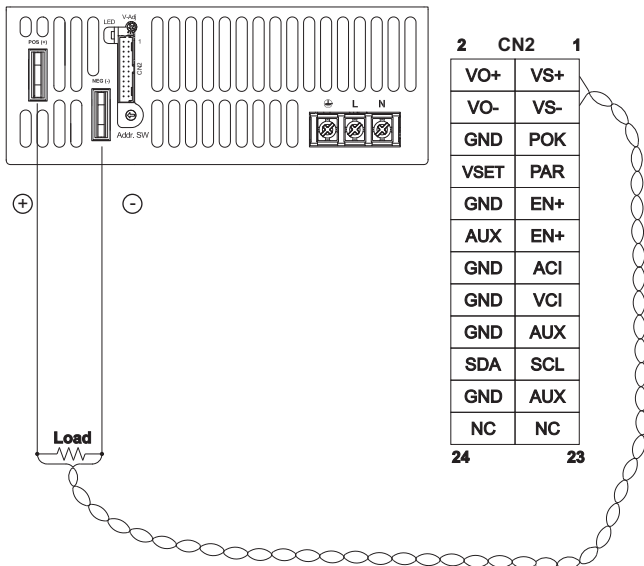 LED
V-Adj
POS (+)
1
CN2
NEG (-)
Addr. SW
L N
+
-
Load
2 CN2 1
VO+ VS+
VO- VS-
GND POK
VSET PAR
GND EN+
AUX EN+
GND ACI
GND VCI
GND AUX
SDA SCL
GND AUX
NC NC
24 23